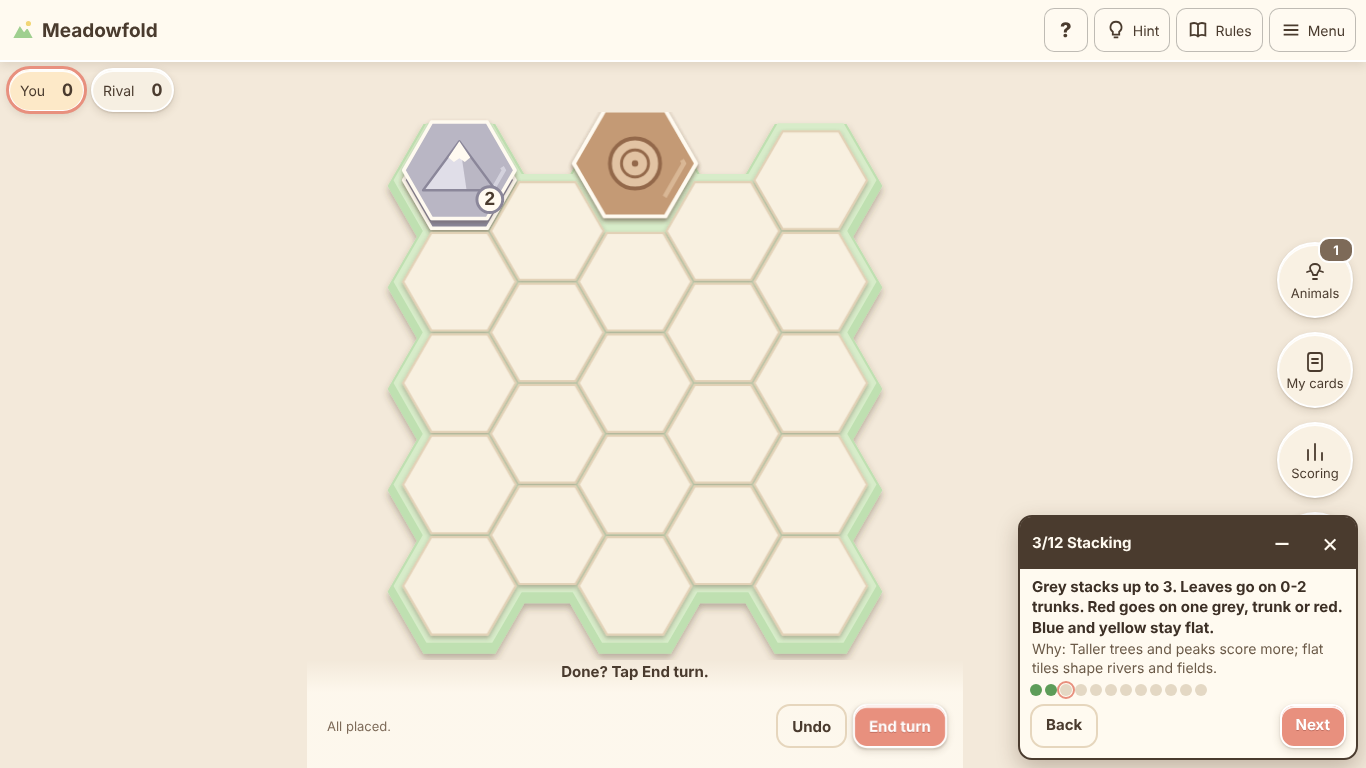 Meadowfold
?
Hint
Rules
Menu
You 0
Rival 0
2
1
Animals
My cards
Scoring
3/12 Stacking
Grey stacks up to 3. Leaves go on 0-2
trunks. Red goes on one grey, trunk or red.
Blue and yellow stay flat.
Why: Taller trees and peaks score more; flat
tiles shape rivers and fields.
Back
Next
Done? Tap End turn.
All placed.
Undo
End turn